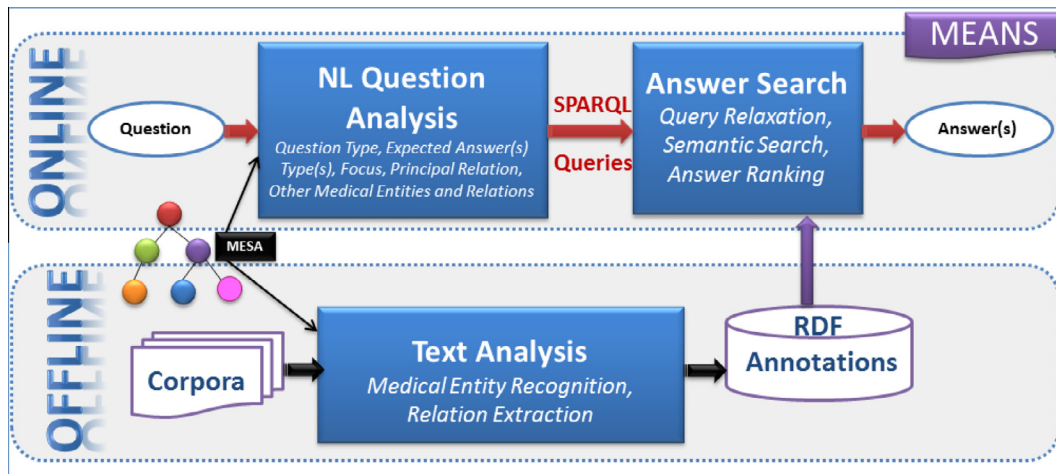 MEANS
ONLINE
Question
NL Question
Analysis
Question Type, Expected Answer(s)
Type(s), Focus, Principal Relation,
Other Medical Entities and Relations
SPARQL
Queries
Answer Search
Query Relaxation,
Semantic Search,
Answer Ranking
Answer(s)
MESA
OFFLINE
Corpora
Text Analysis
Medical Entity Recognition,
Relation Extraction
RDF
Annotations